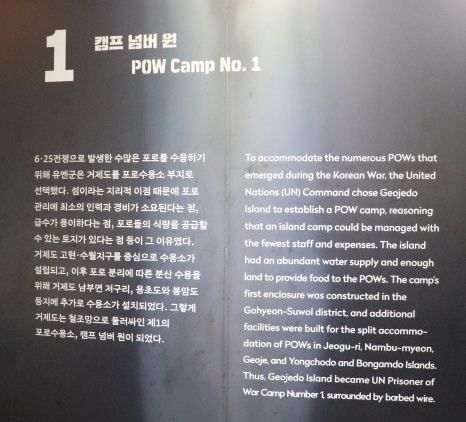 1
캠프 넘버 원
POW Camp No. 1
6·25전쟁으로 발생한 수많은 포로를 수용하기
위해 유엔군은 거제도를 포로수용소 부지로
선택했다. 섬이라는 지리적 이점 때문에 포로
관리에 최소의 인력과 경비가 소요된다는 점,
급수가 용이하다는 점, 포로들의 식량을 공급할
수 있는 토지가 있다는 점 등이 그 이유였다.
거제도 고현·수월지구를 중심으로 수용소가
설립되고, 이후 포로 분리에 따른 분산 수용을
위해 거제도 남부면 저구리, 용초도와 봉암도
등지에 추가로 수용소가 설치되었다. 그렇게
거제도는 철조망으로 둘러싸인 제1의
포로수용소, 캠프 넘버 원이 되었다.
To accommodate the numerous POWs that
emerged during the Korean War, the United
Nations (UN) Command chose Geojedo
Island to establish a POW camp, reasoning
that an island camp could be managed with
the fewest staff and expenses. The island
had an abundant water supply and enough
land to provide food to the POWs. The camp's
first enclosure was constructed in the
Gohyeon-Suwol district, and additional
facilities were built for the split accommo-
dation of POWs in Jeogu-ri, Nambu-myeon,
Geoje, and Yongchodo and Bongamdo Islands.
Thus, Geojedo Island became UN Prisoner of
War Camp Number 1, surrounded by barbed wire.